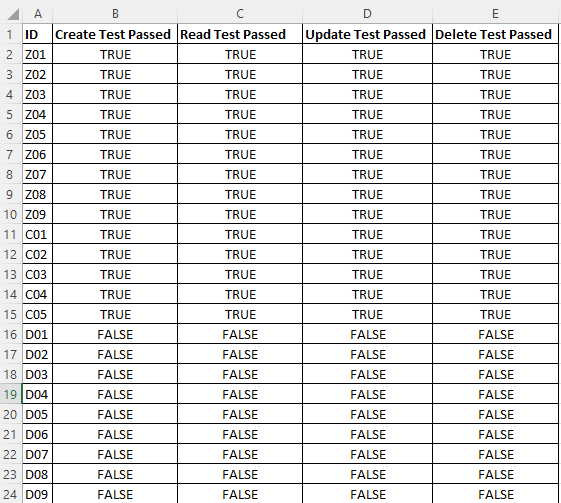 A B C D E
1 ID Create Test Passed Read Test Passed Update Test Passed Delete Test Passed
2 Z01 TRUE TRUE TRUE TRUE
3 Z02 TRUE TRUE TRUE TRUE
4 Z03 TRUE TRUE TRUE TRUE
5 Z04 TRUE TRUE TRUE TRUE
6 Z05 TRUE TRUE TRUE TRUE
7 Z06 TRUE TRUE TRUE TRUE
8 Z07 TRUE TRUE TRUE TRUE
9 Z08 TRUE TRUE TRUE TRUE
10 Z09 TRUE TRUE TRUE TRUE
11 C01 TRUE TRUE TRUE TRUE
12 C02 TRUE TRUE TRUE TRUE
13 C03 TRUE TRUE TRUE TRUE
14 C04 TRUE TRUE TRUE TRUE
15 C05 TRUE TRUE TRUE TRUE
16 D01 FALSE FALSE FALSE FALSE
17 D02 FALSE FALSE FALSE FALSE
18 D03 FALSE FALSE FALSE FALSE
19 D04 FALSE FALSE FALSE FALSE
20 D05 FALSE FALSE FALSE FALSE
21 D06 FALSE FALSE FALSE FALSE
22 D07 FALSE FALSE FALSE FALSE
23 D08 FALSE FALSE FALSE FALSE
24 D09 FALSE FALSE FALSE FALSE